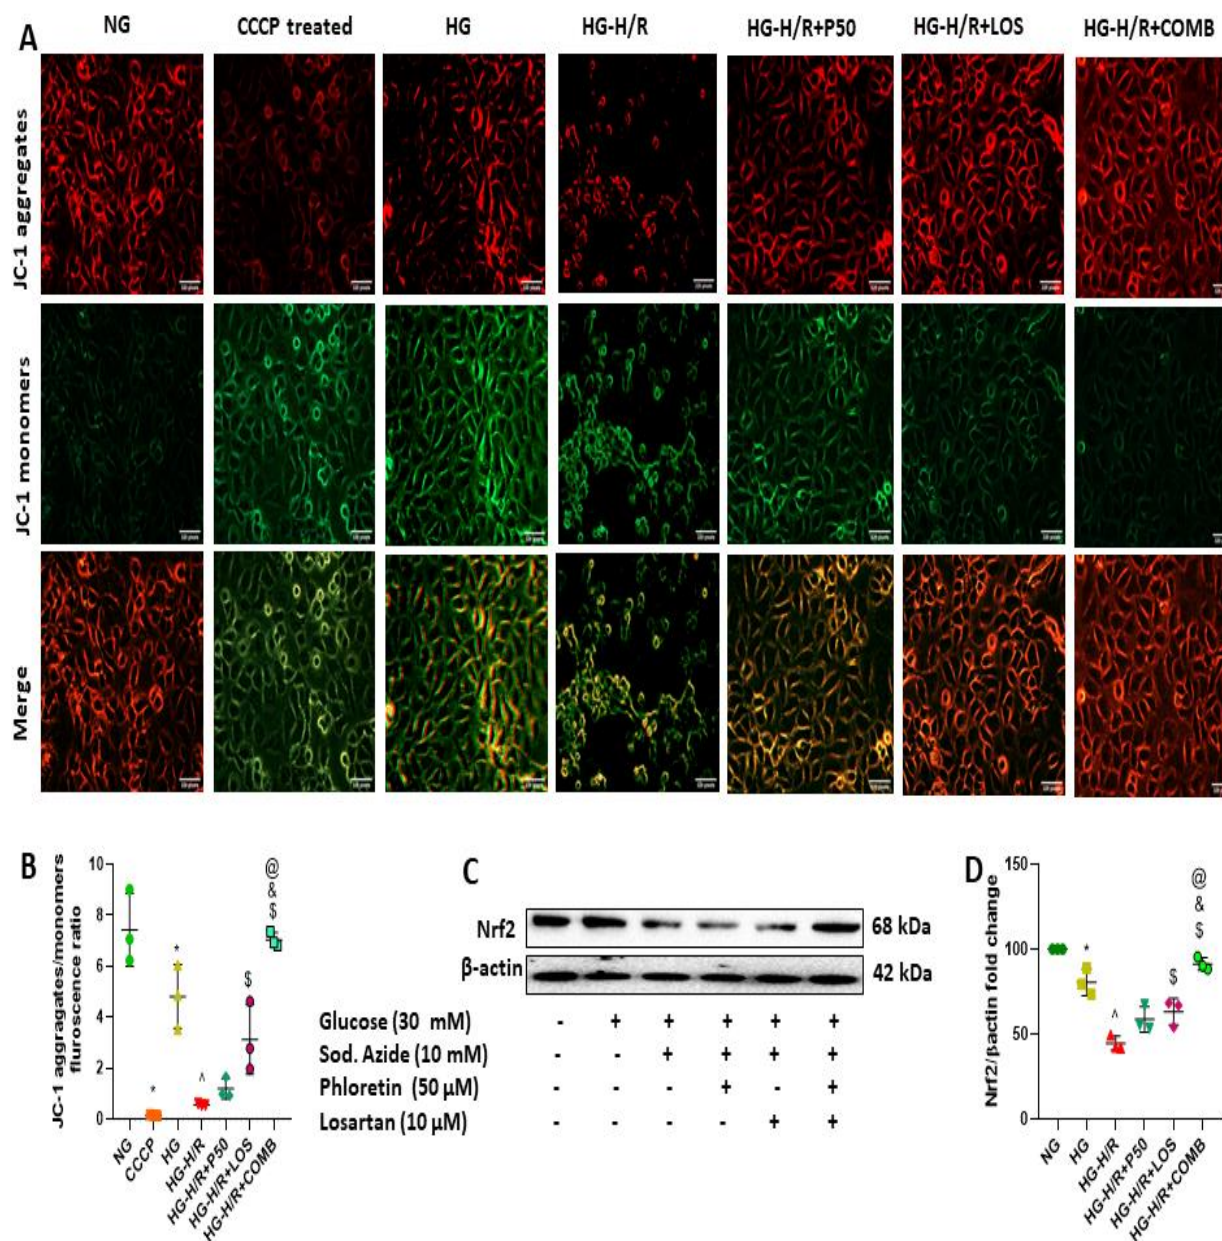 A
NG CCCP treated HG HG-H/R HG-H/R+P50 HG-H/R+LOS HG-H/R+COMB
JC-1 aggregates
JC-1 monomers
Merge
B
JC-1 aggragates/monomers
fluroscence ratio
10
8
6
4
2
0
*
*
^
$
@
&
$
NG
CCCP
HG
HG-H/R
HG-H/R+P50
HG-H/R+LOS
HG-H/R+COMB
C
Nrf2 68 kDa
β-actin 42 kDa
Glucose (30 mM) - + + + + +
Sod. Azide (10 mM) - - + + + +
Phloretin (50 µM) - - - + - +
Losartan (10 µM) - - - - + +
D
Nrf2/βactin fold change
150
100
50
0
*
^
$
@
&
$
NG
HG
HG-H/R
HG-H/R+P50
HG-H/R+LOS
HG-H/R+COMB